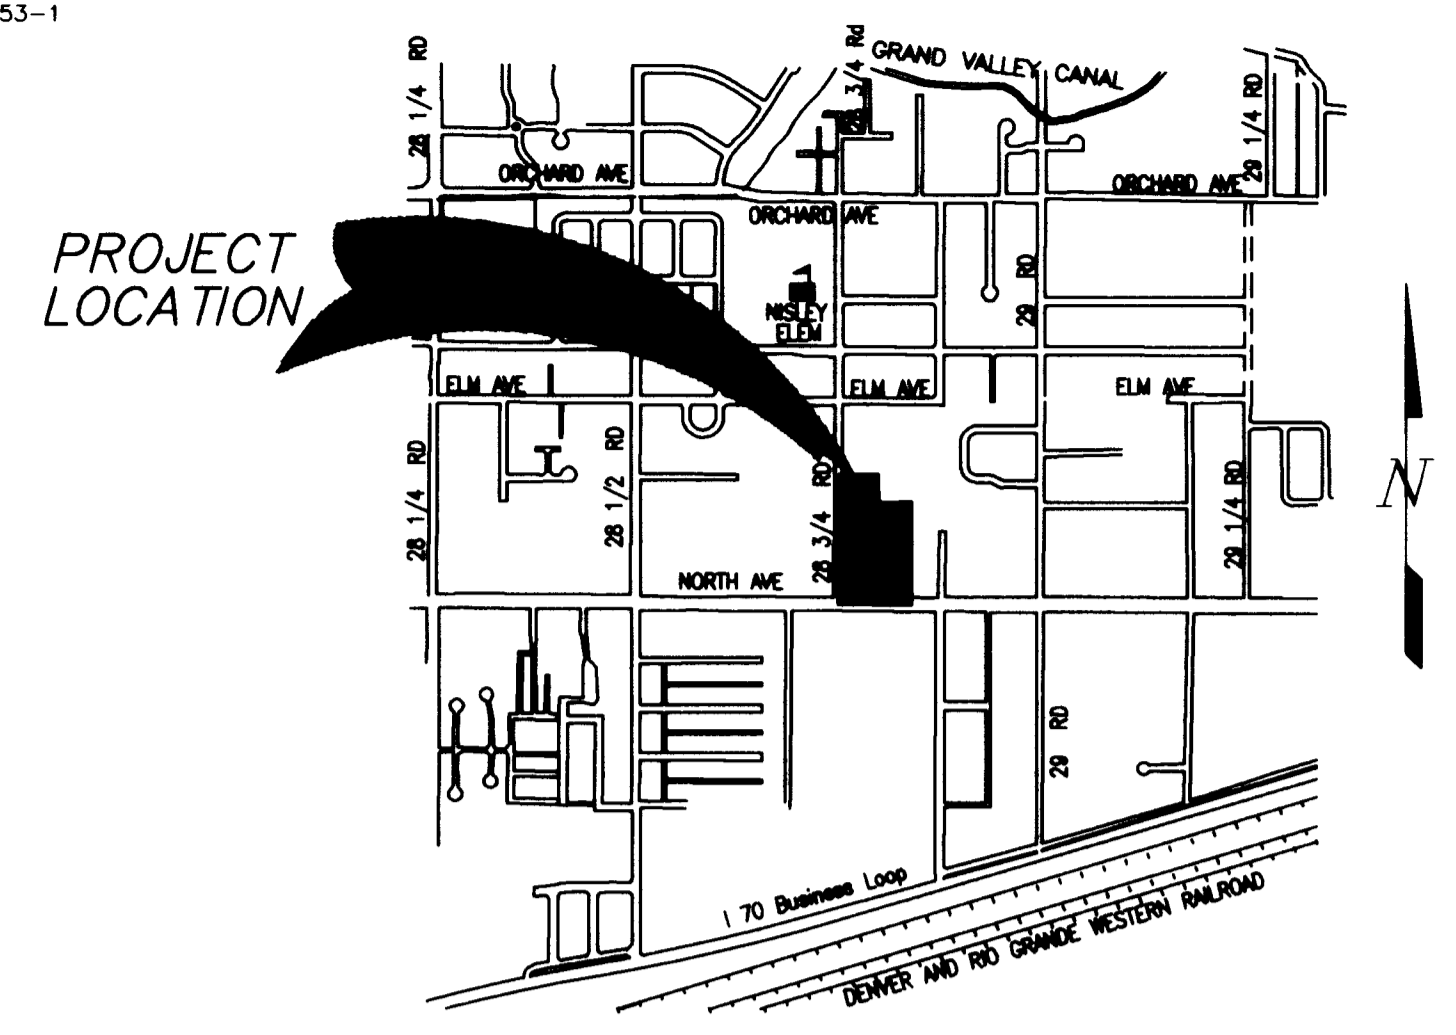 53-1
28 1/4 RD
28 3/4 Rd
GRAND VALLEY CANAL
29 1/4 RD
ORCHARD AVE
ORCHARD AVE
ORCHARD AVE
PROJECT
LOCATION
29 RD
NISLEY
ELEM
ELM AVE
ELM AVE
ELM AVE
28 1/4 RD
28 1/2 RD
28 3/4 RD
29 1/4 RD
N
NORTH AVE
29 RD
I 70 Business Loop
DENVER AND RIO GRANDE WESTERN RAILROAD